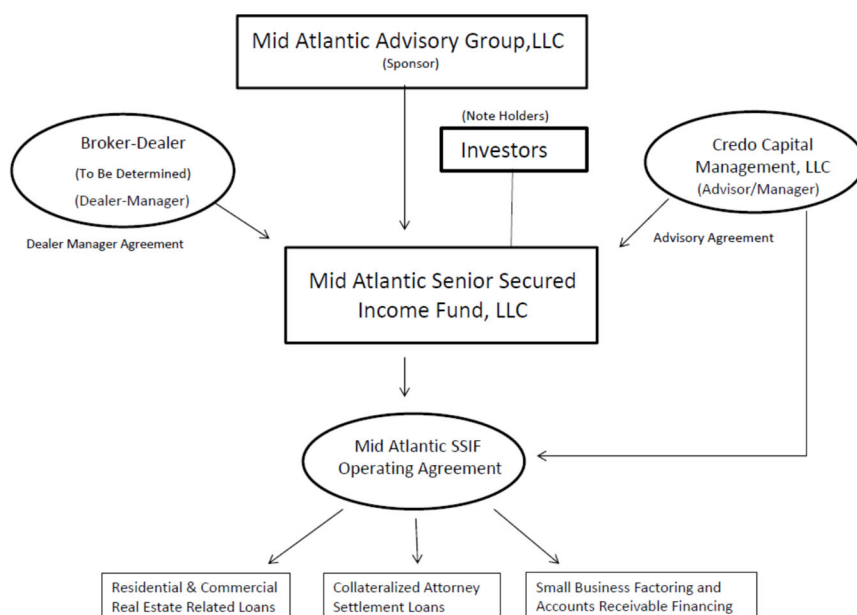 Mid Atlantic Advisory Group,LLC
(Sponsor)
(Note Holders)
Investors
Broker-Dealer
(To Be Determined)
(Dealer-Manager)
Credo Capital
Management, LLC
(Advisor/Manager)
Dealer Manager Agreement
Advisory Agreement
Mid Atlantic Senior Secured
Income Fund, LLC
Mid Atlantic SSIF
Operating Agreement
Residential & Commercial
Real Estate Related Loans
Collateralized Attorney
Settlement Loans
Small Business Factoring and
Accounts Receivable Financing